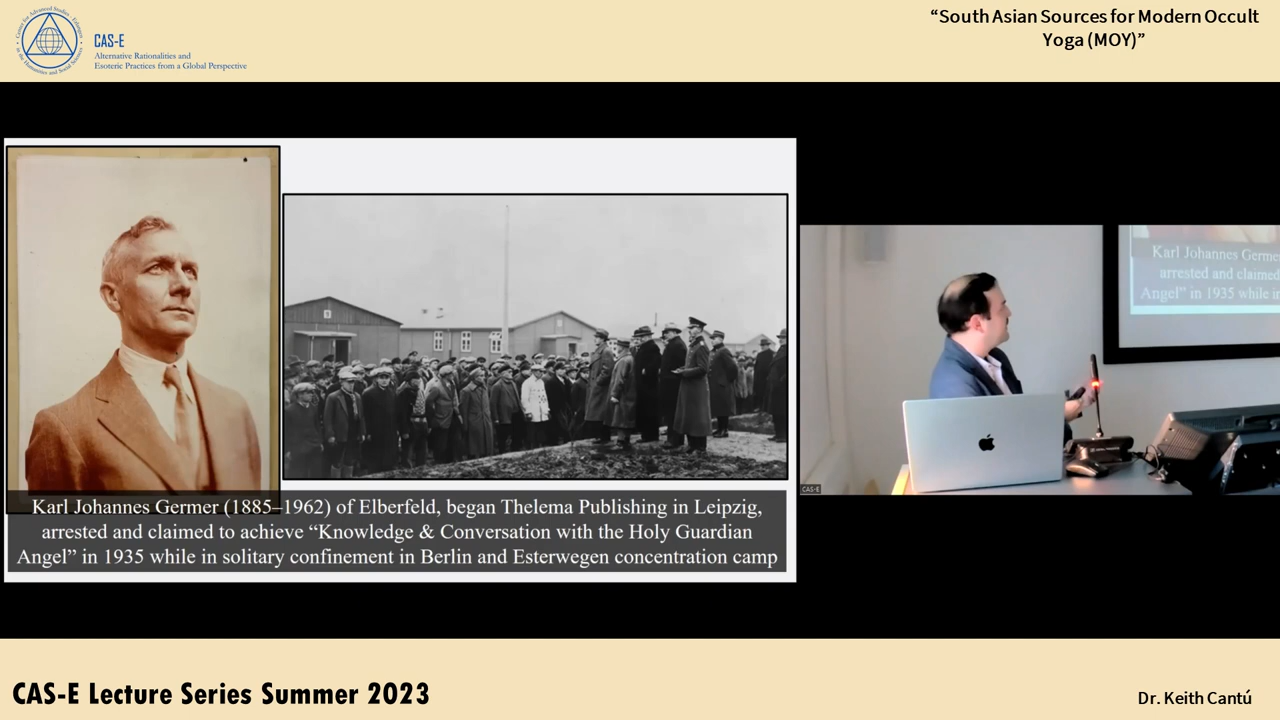 CAS-E
Alternative Rationalities and
Esoteric Practices from a Global Perspective
“South Asian Sources for Modern Occult
Yoga (MOY)”
Karl Johannes Germer (1885–1962) of Elberfeld, began Thelema Publishing in Leipzig,
arrested and claimed to achieve “Knowledge & Conversation with the Holy Guardian
Angel” in 1935 while in solitary confinement in Berlin and Esterwegen concentration camp
Karl Johannes Germe
arrested and claimed
Angel” in 1935 while i
CAS-E
CAS-E Lecture Series Summer 2023
Dr. Keith Cantú